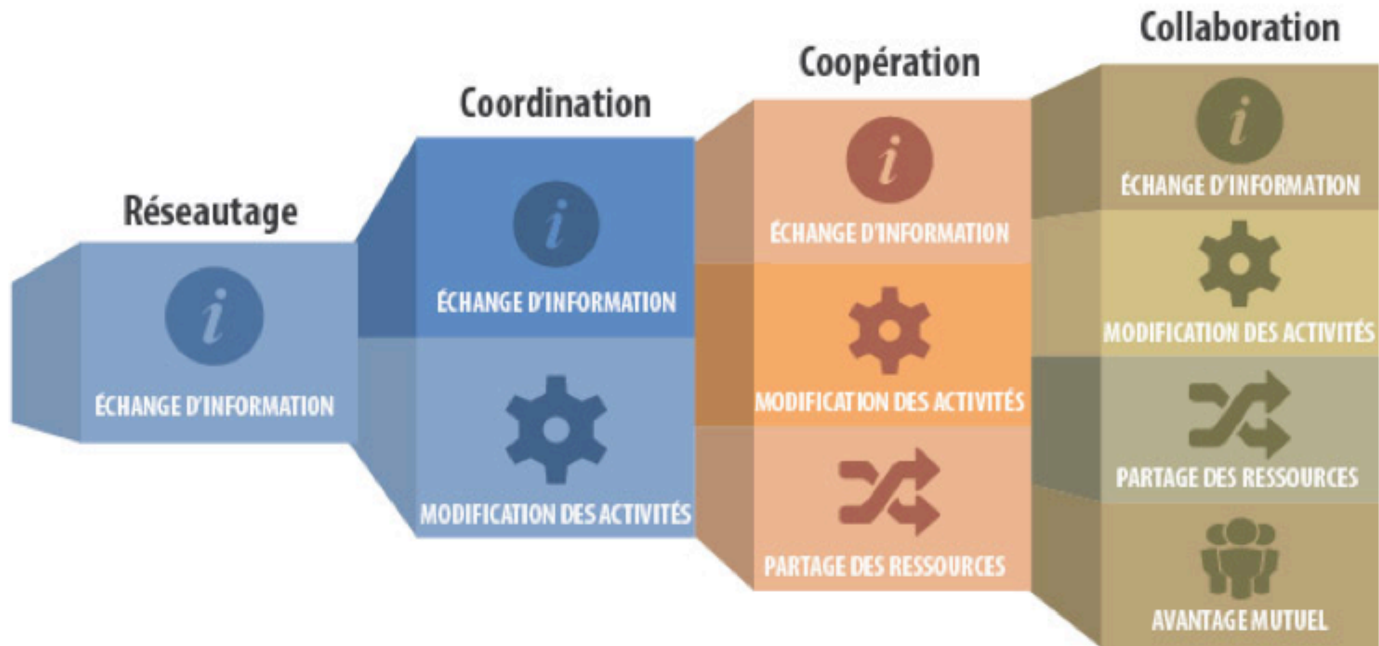 Réseautage
ÉCHANGE D'INFORMATION
Coordination
ÉCHANGE D'INFORMATION
MODIFICATION DES ACTIVITÉS
Coopération
ÉCHANGE D'INFORMATION
MODIFICATION DES ACTIVITÉS
PARTAGE DES RESSOURCES
Collaboration
ÉCHANGE D'INFORMATION
MODIFICATION DES ACTIVITÉS
PARTAGE DES RESSOURCES
AVANTAGE MUTUEL